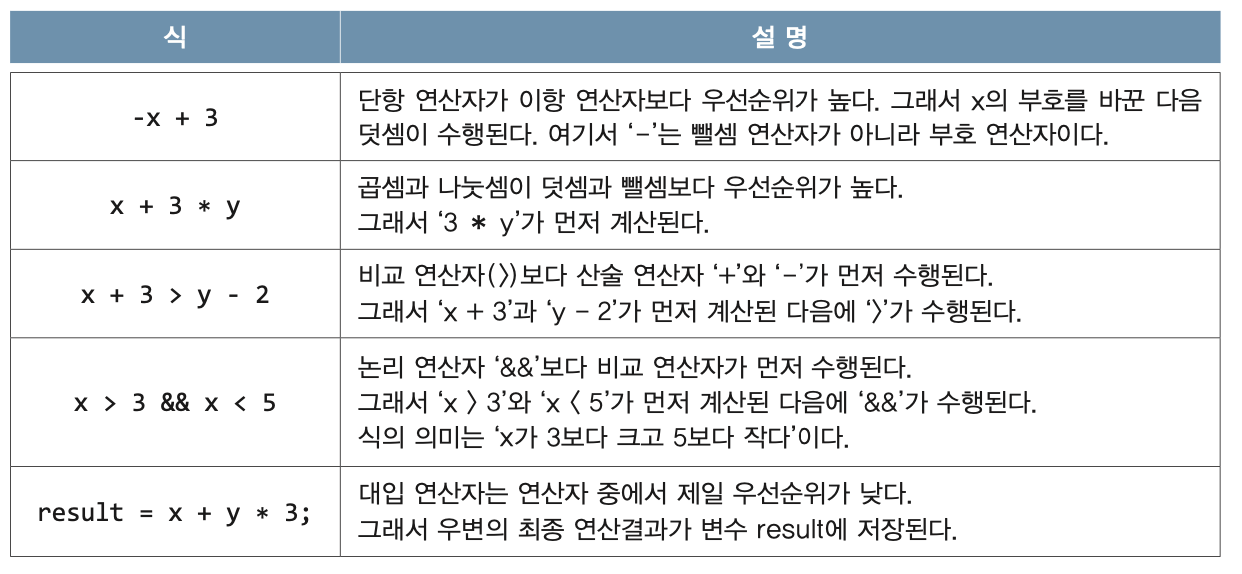 식
설 명
-x + 3
단항 연산자가 이항 연산자보다 우선순위가 높다. 그래서 x의 부호를 바꾼 다음
덧셈이 수행된다. 여기서 ‘-’는 뺄셈 연산자가 아니라 부호 연산자이다.
x + 3 * y
곱셈과 나눗셈이 덧셈과 뺄셈보다 우선순위가 높다.
그래서 ‘3 * y’가 먼저 계산된다.
x + 3 > y - 2
비교 연산자(>)보다 산술 연산자 ‘+’와 ‘-’가 먼저 수행된다.
그래서 ‘x + 3’과 ‘y - 2’가 먼저 계산된 다음에 ‘>’가 수행된다.
x > 3 && x < 5
논리 연산자 ‘&&’보다 비교 연산자가 먼저 수행된다.
그래서 ‘x > 3’와 ‘x < 5’가 먼저 계산된 다음에 ‘&&’가 수행된다.
식의 의미는 ‘x가 3보다 크고 5보다 작다’이다.
result = x + y * 3;
대입 연산자는 연산자 중에서 제일 우선순위가 낮다.
그래서 우변의 최종 연산결과가 변수 result에 저장된다.